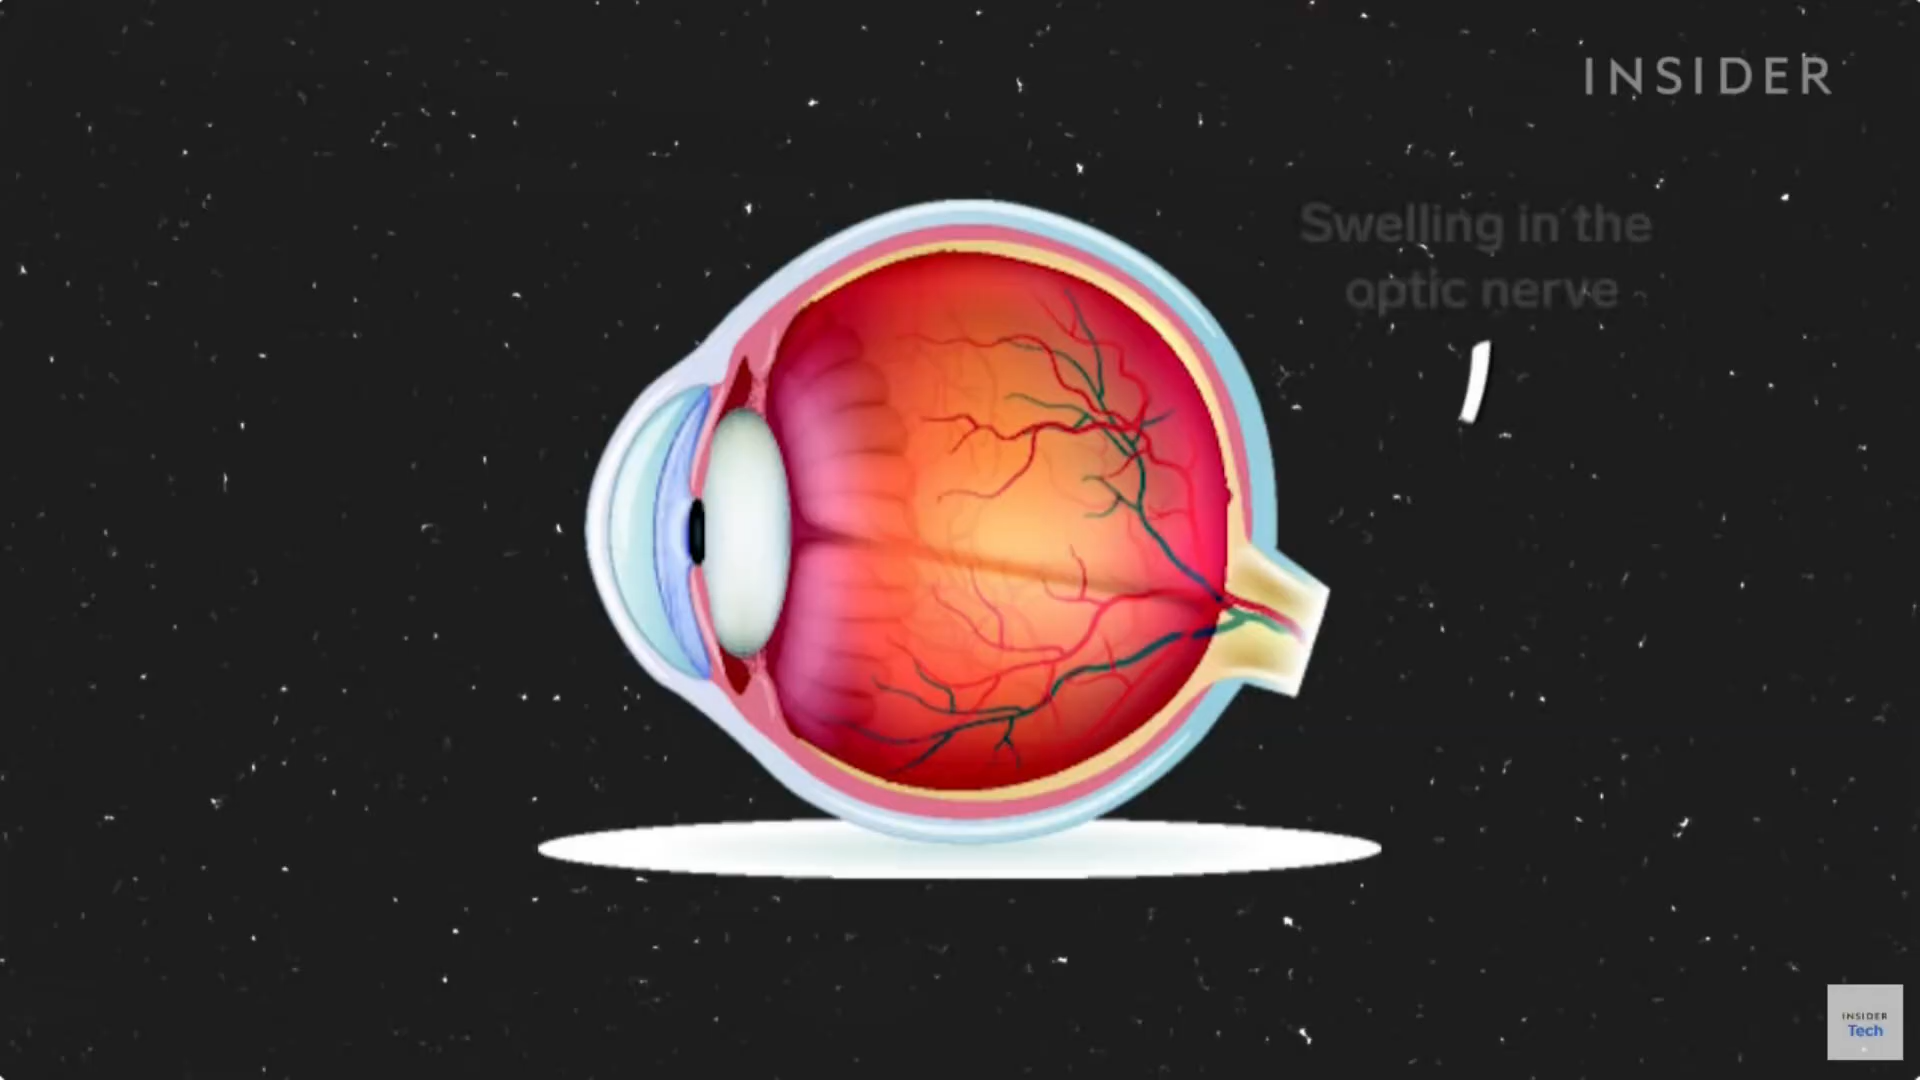 INSIDER
Swelling in the
optic nerve
INSIDER
Tech